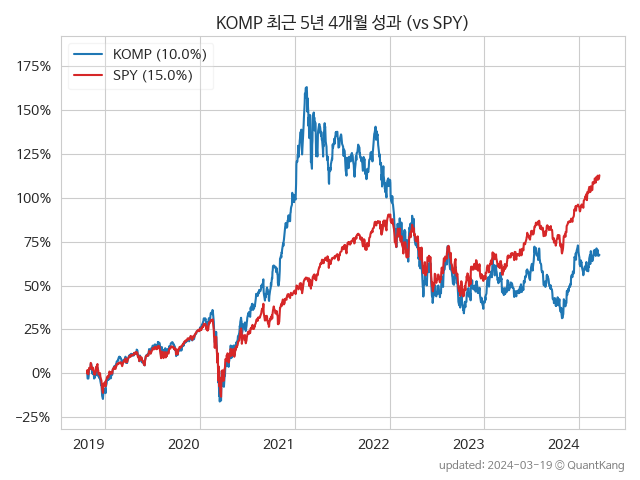 KOMP 최근 5년 4개월 성과 (vs SPY)
KOMP (10.0%)
SPY (15.0%)
175%
150%
125%
100%
75%
50%
25%
0%
−25%
2019 2020 2021 2022 2023 2024
updated: 2024-03-19 © QuantKang